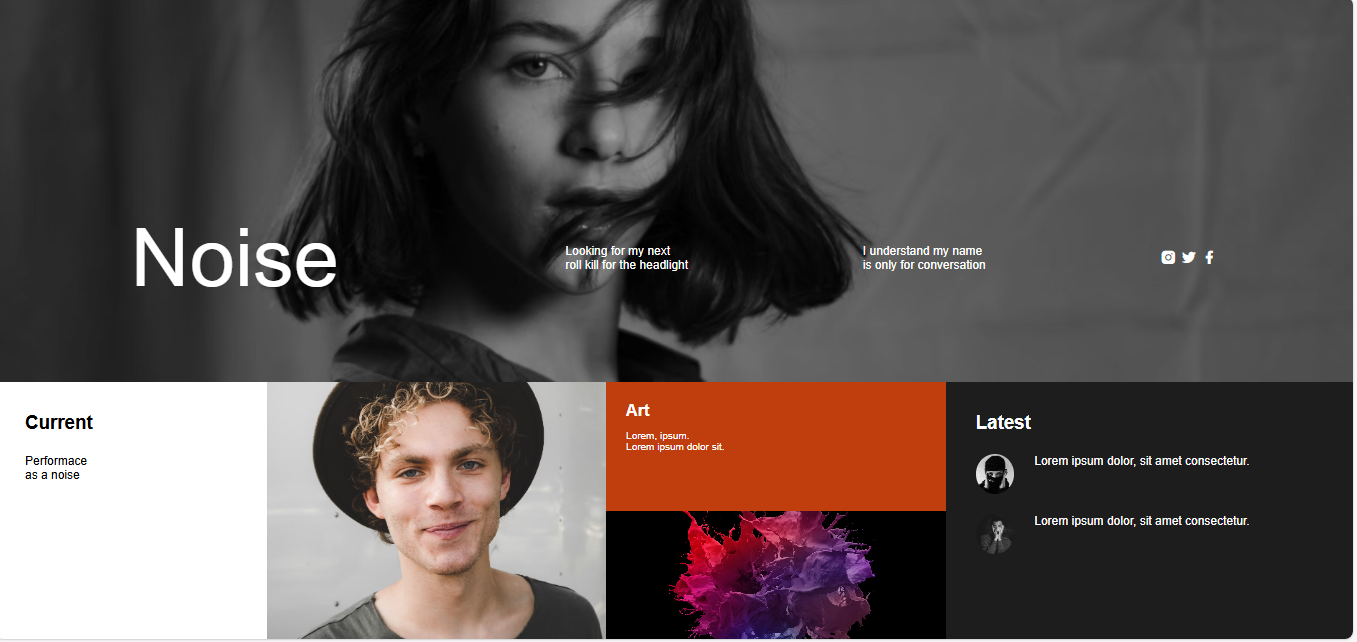 Noise
Looking for my next
roll kill for the headlight
I understand my name
is only for conversation
Current
Performace
as a noise
Art
Lorem, ipsum.
Lorem ipsum dolor sit.
Latest
Lorem ipsum dolor, sit amet consectetur.
Lorem ipsum dolor, sit amet consectetur.